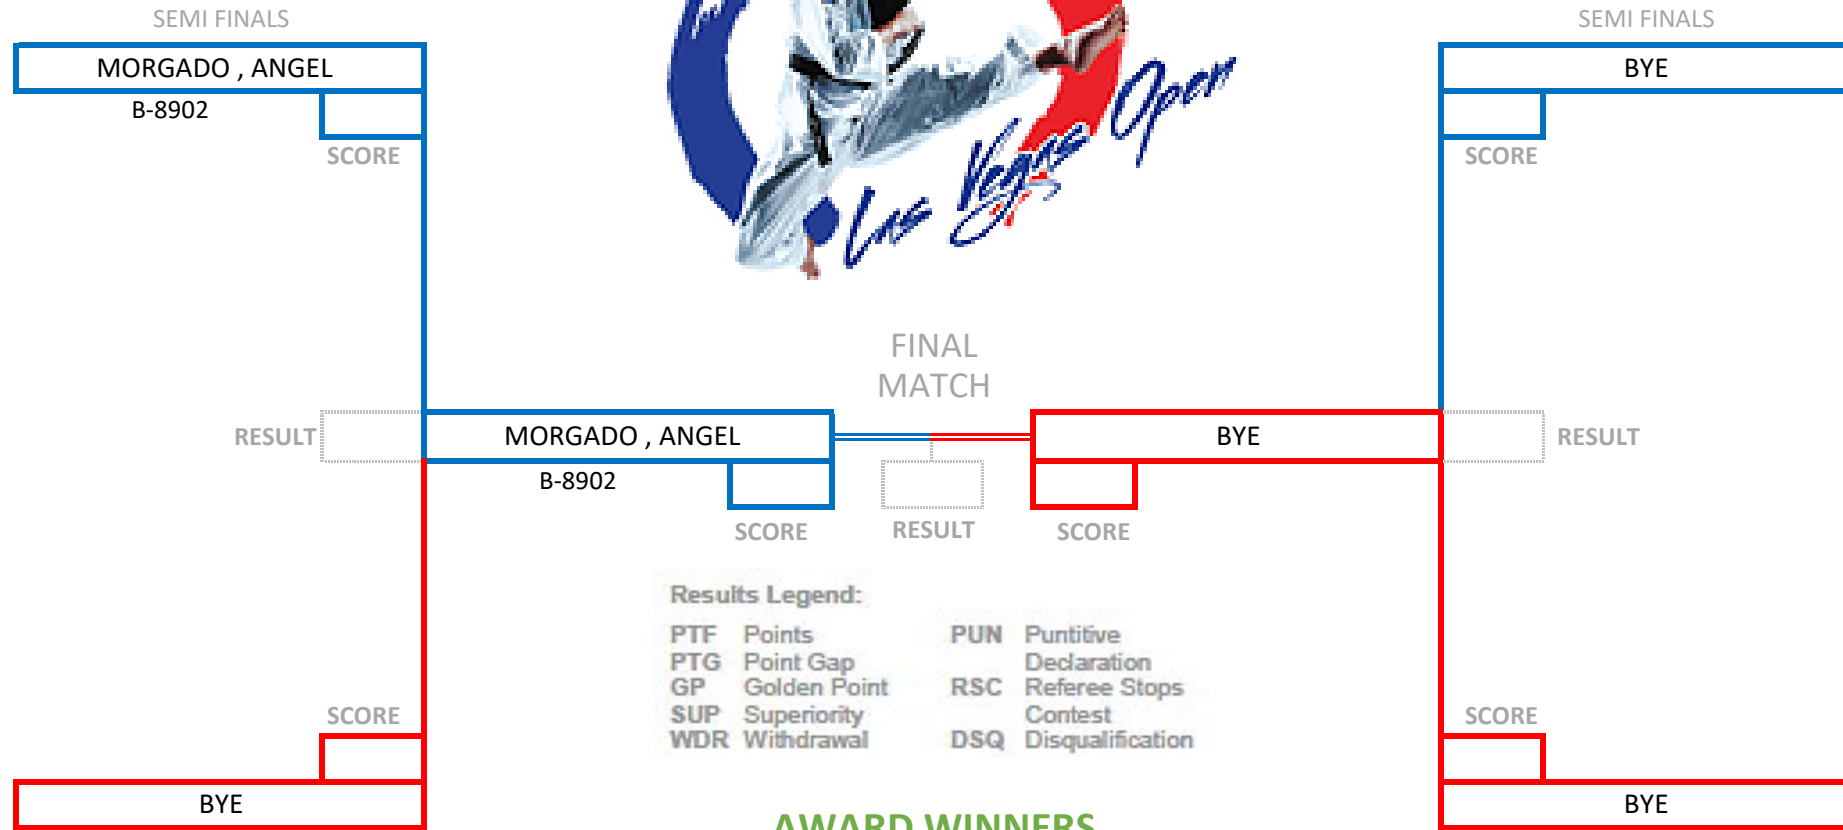 SEMI FINALS
SEMI FINALS
MORGADO , ANGEL
BYE
B-8902
SCORE
SCORE
Las Vegas Open
FINAL
MATCH
RESULT
MORGADO , ANGEL
BYE
RESULT
B-8902
SCORE
RESULT
SCORE
Results Legend:
PTF Points
PTG Point Gap
GP Golden Point
SUP Superiority
WDR Withdrawal
PUN Puntitive
Declaration
RSC Referee Stops
Contest
DSQ Disqualification
SCORE
SCORE
BYE
BYE
AWARD WINNERS